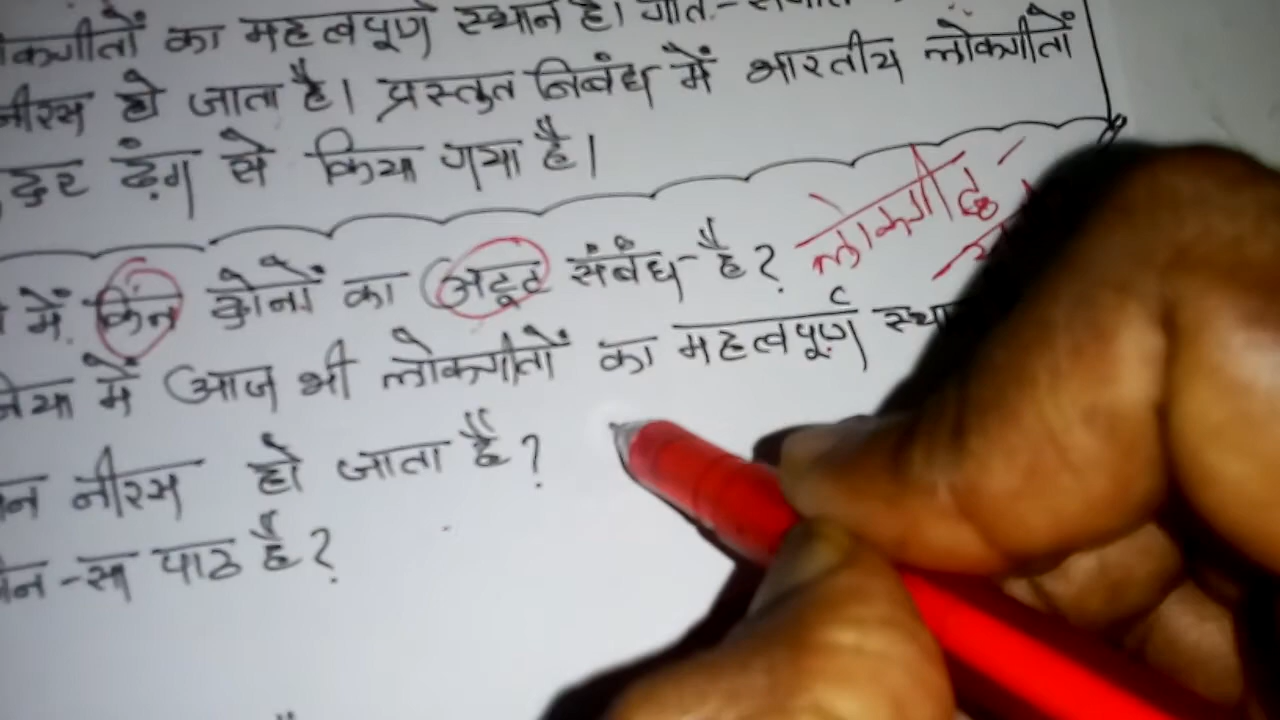 लोकगीतों का महत्वपूर्ण स्थान है। गीत-
नीरस हो जाता है। प्रस्तुत निबंध में भारतीय लोकगीतों
ढंग से किया गया है।
में किन दोनों का अटूट संबंध है? लोकगीत
में आज भी लोकगीतों का महत्वपूर्ण
नीरस हो जाता है?
कौन-सा पाठ है?